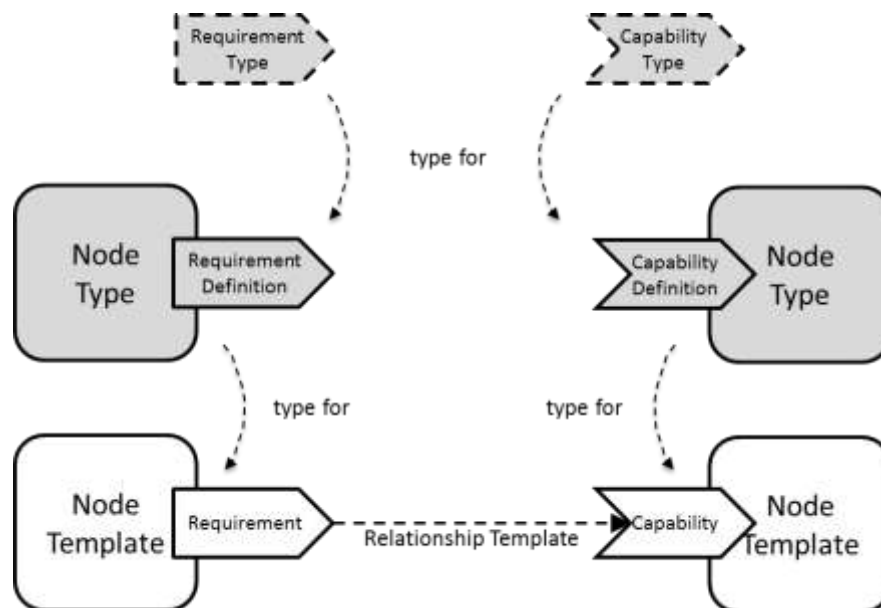 Requirement
Type
Capability
Type
type for
Node
Type
Requirement
Definition
Capability
Definition
Node
Type
type for
type for
Node
Template
Requirement
Relationship Template
Capability
Node
Template